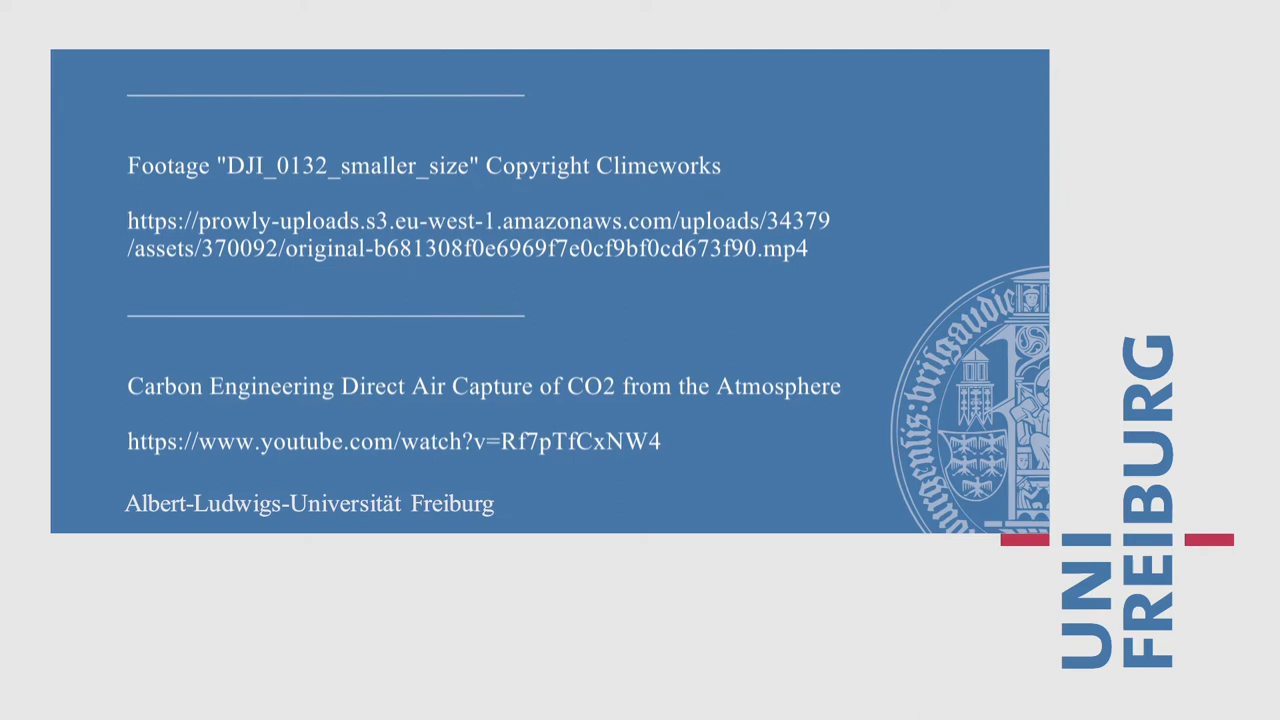 Footage "DJI_0132_smaller_size" Copyright Climeworks
https://prowly-uploads.s3.eu-west-1.amazonaws.com/uploads/34379
/assets/370092/original-b681308f0e6969f7e0cf9bf0cd673f90.mp4
Carbon Engineering Direct Air Capture of CO2 from the Atmosphere
https://www.youtube.com/watch?v=Rf7pTfCxNW4
Albert-Ludwigs-Universität Freiburg
UNI
FREIBURG